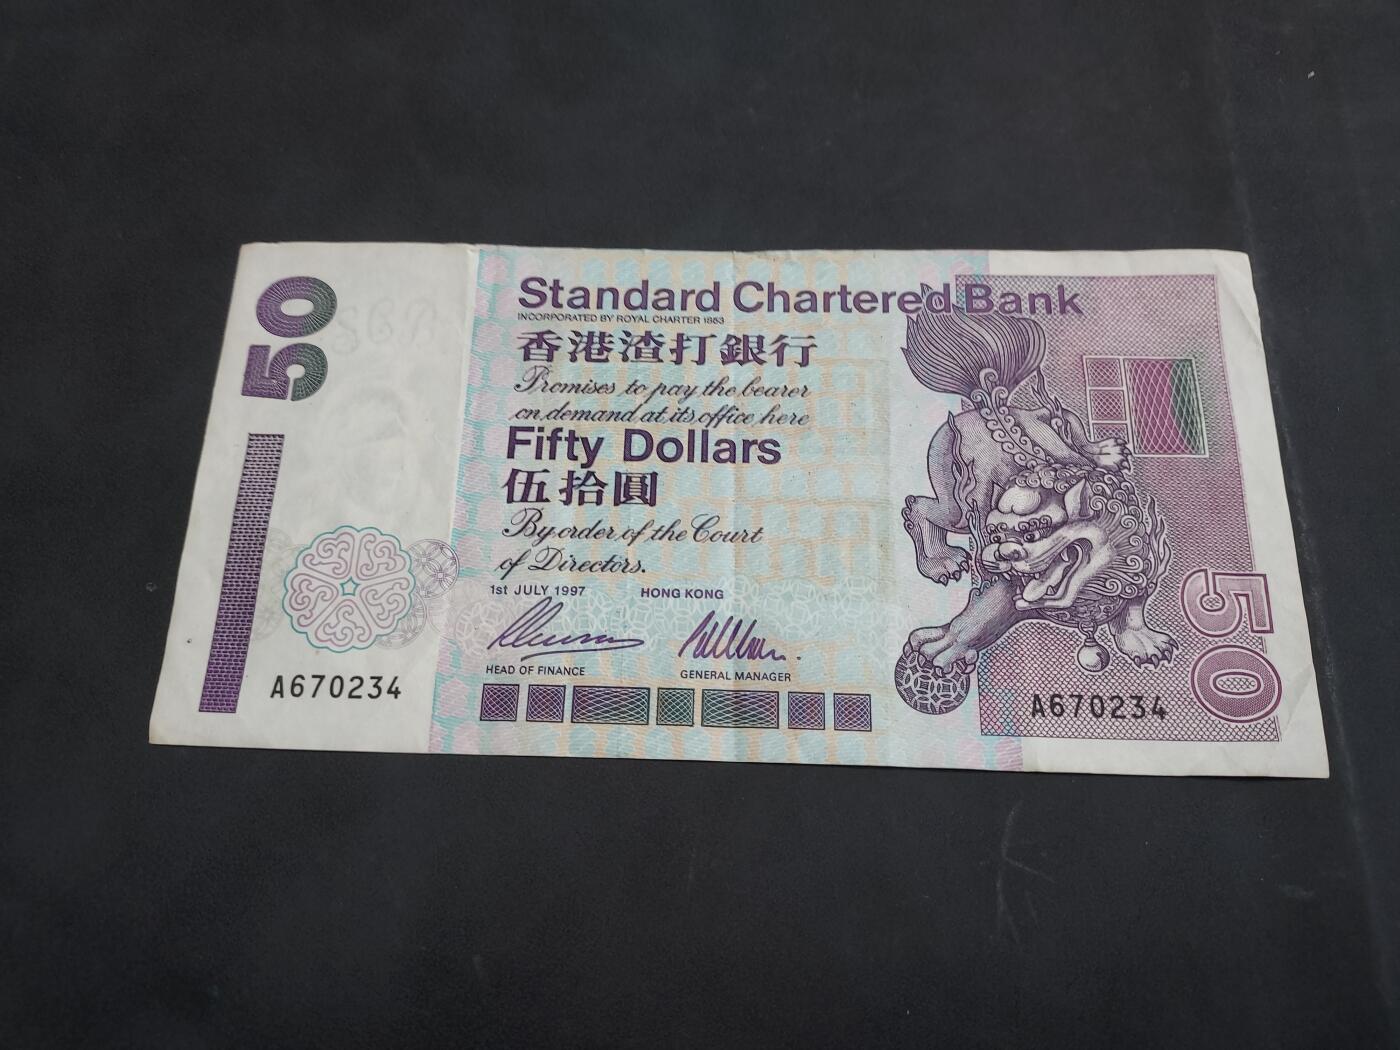 50
Standard Chartered Bank
INCORPORATED BY ROYAL CHARTER 1853
香港渣打銀行
Promises to pay the bearer
on demand at its office here
Fifty Dollars
伍拾圓
By order of the Court
of Directors.
1st JULY 1997 HONG KONG
HEAD OF FINANCE GENERAL MANAGER
A670234 A670234
50